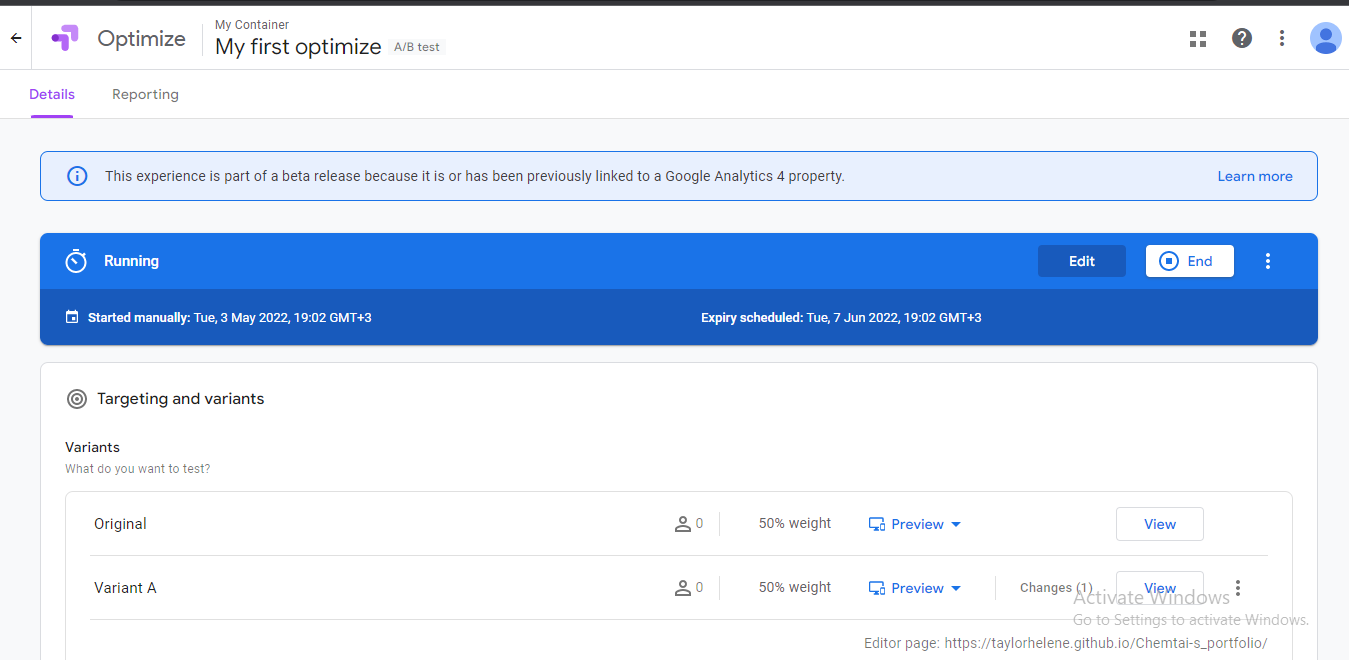 Optimize
My Container
My first optimize A/B test
Details Reporting
This experience is part of a beta release because it is or has been previously linked to a Google Analytics 4 property. Learn more
Running Edit End
Started manually: Tue, 3 May 2022, 19:02 GMT+3 Expiry scheduled: Tue, 7 Jun 2022, 19:02 GMT+3
Targeting and variants
Variants
What do you want to test?
Original 0 50% weight Preview View
Variant A 0 50% weight Preview Changes (1) View
Activate Windows
Go to Settings to activate Windows.
Editor page: https://taylorhelene.github.io/Chemtai-s_portfolio/